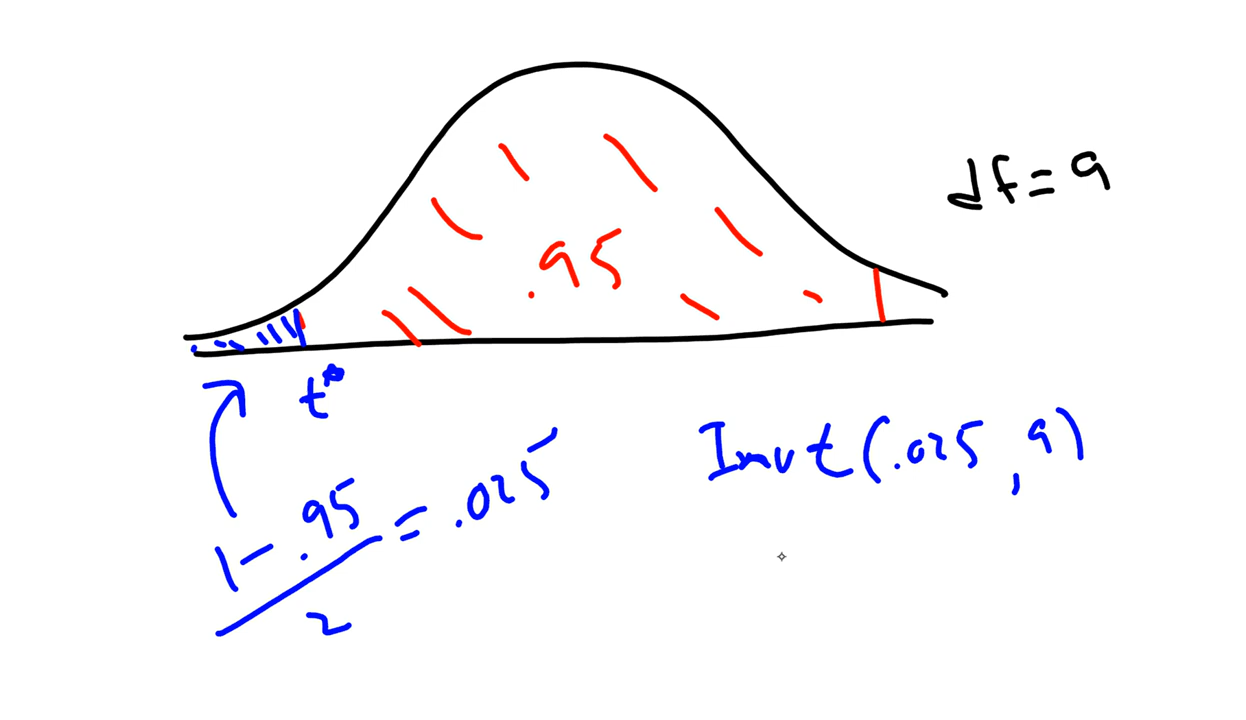 df = 9
.95
t*
Invt(.025, 9)
1 - .95 / 2 = .025